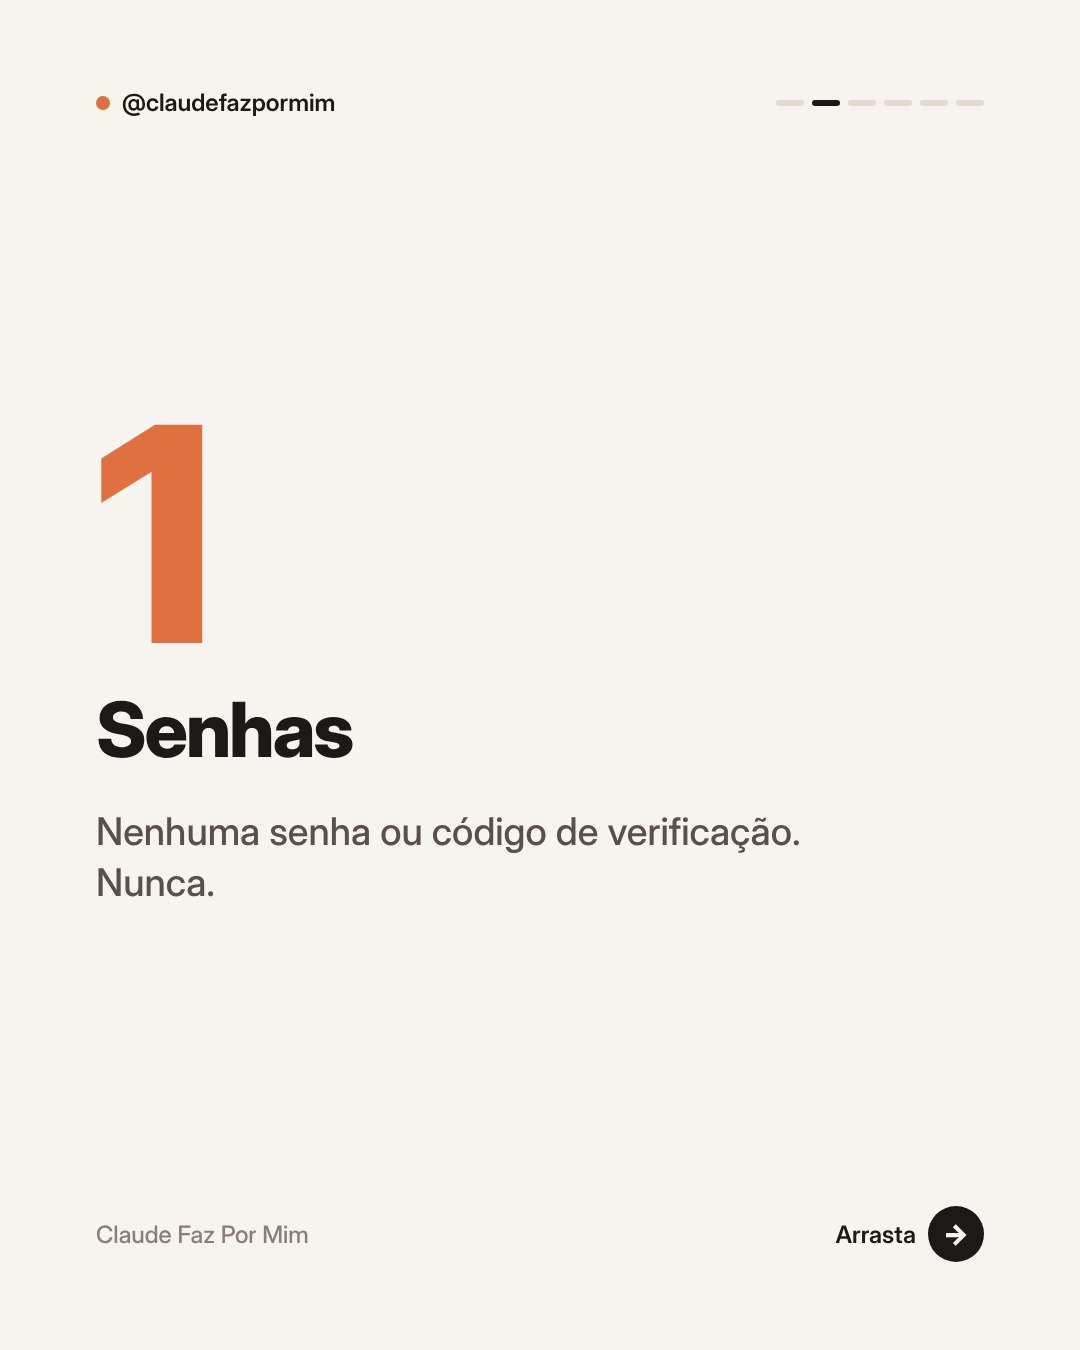 @claudefazpormim
1
Senhas
Nenhuma senha ou código de verificação.
Nunca.
Claude Faz Por Mim
Arrasta